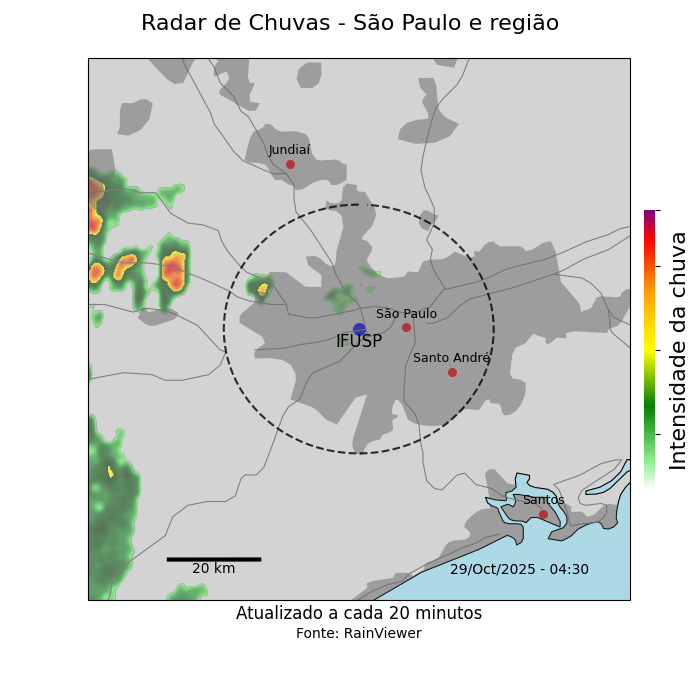 Radar de Chuvas - São Paulo e região
Jundiaí
São Paulo
IFUSP
Santo André
Santos
20 km
29/Oct/2025 - 04:30
Intensidade da chuva
Atualizado a cada 20 minutos
Fonte: RainViewer